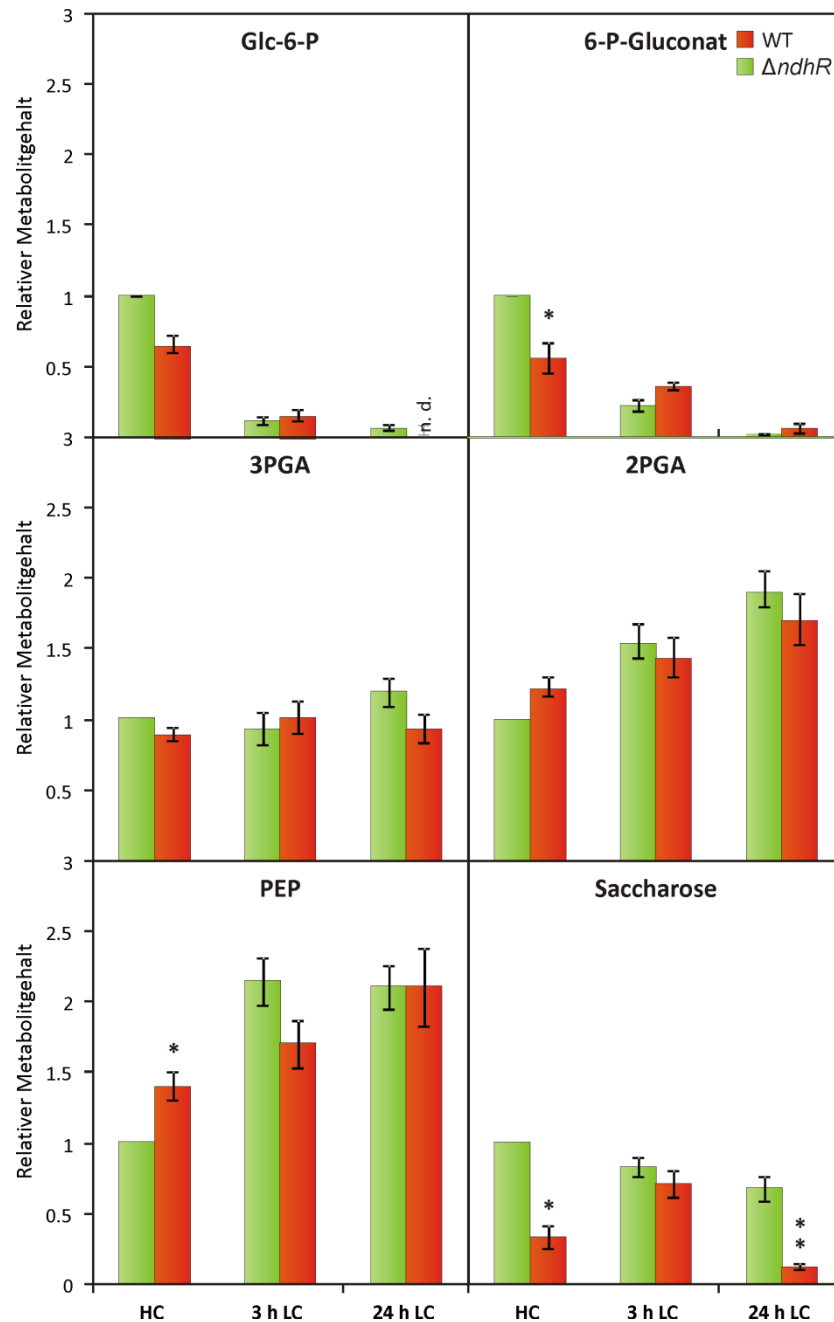 Glc-6-P
6-P-Gluconat
WT
ΔndhR
Relativer Metabolitgehalt
3
2.5
2
1.5
1
0.5
3
*
n. d.
3PGA
2PGA
Relativer Metabolitgehalt
2.5
2
1.5
1
0.5
3
PEP
Saccharose
Relativer Metabolitgehalt
2.5
2
1.5
1
0.5
0
*
*
*
*
HC
3 h LC
24 h LC
HC
3 h LC
24 h LC